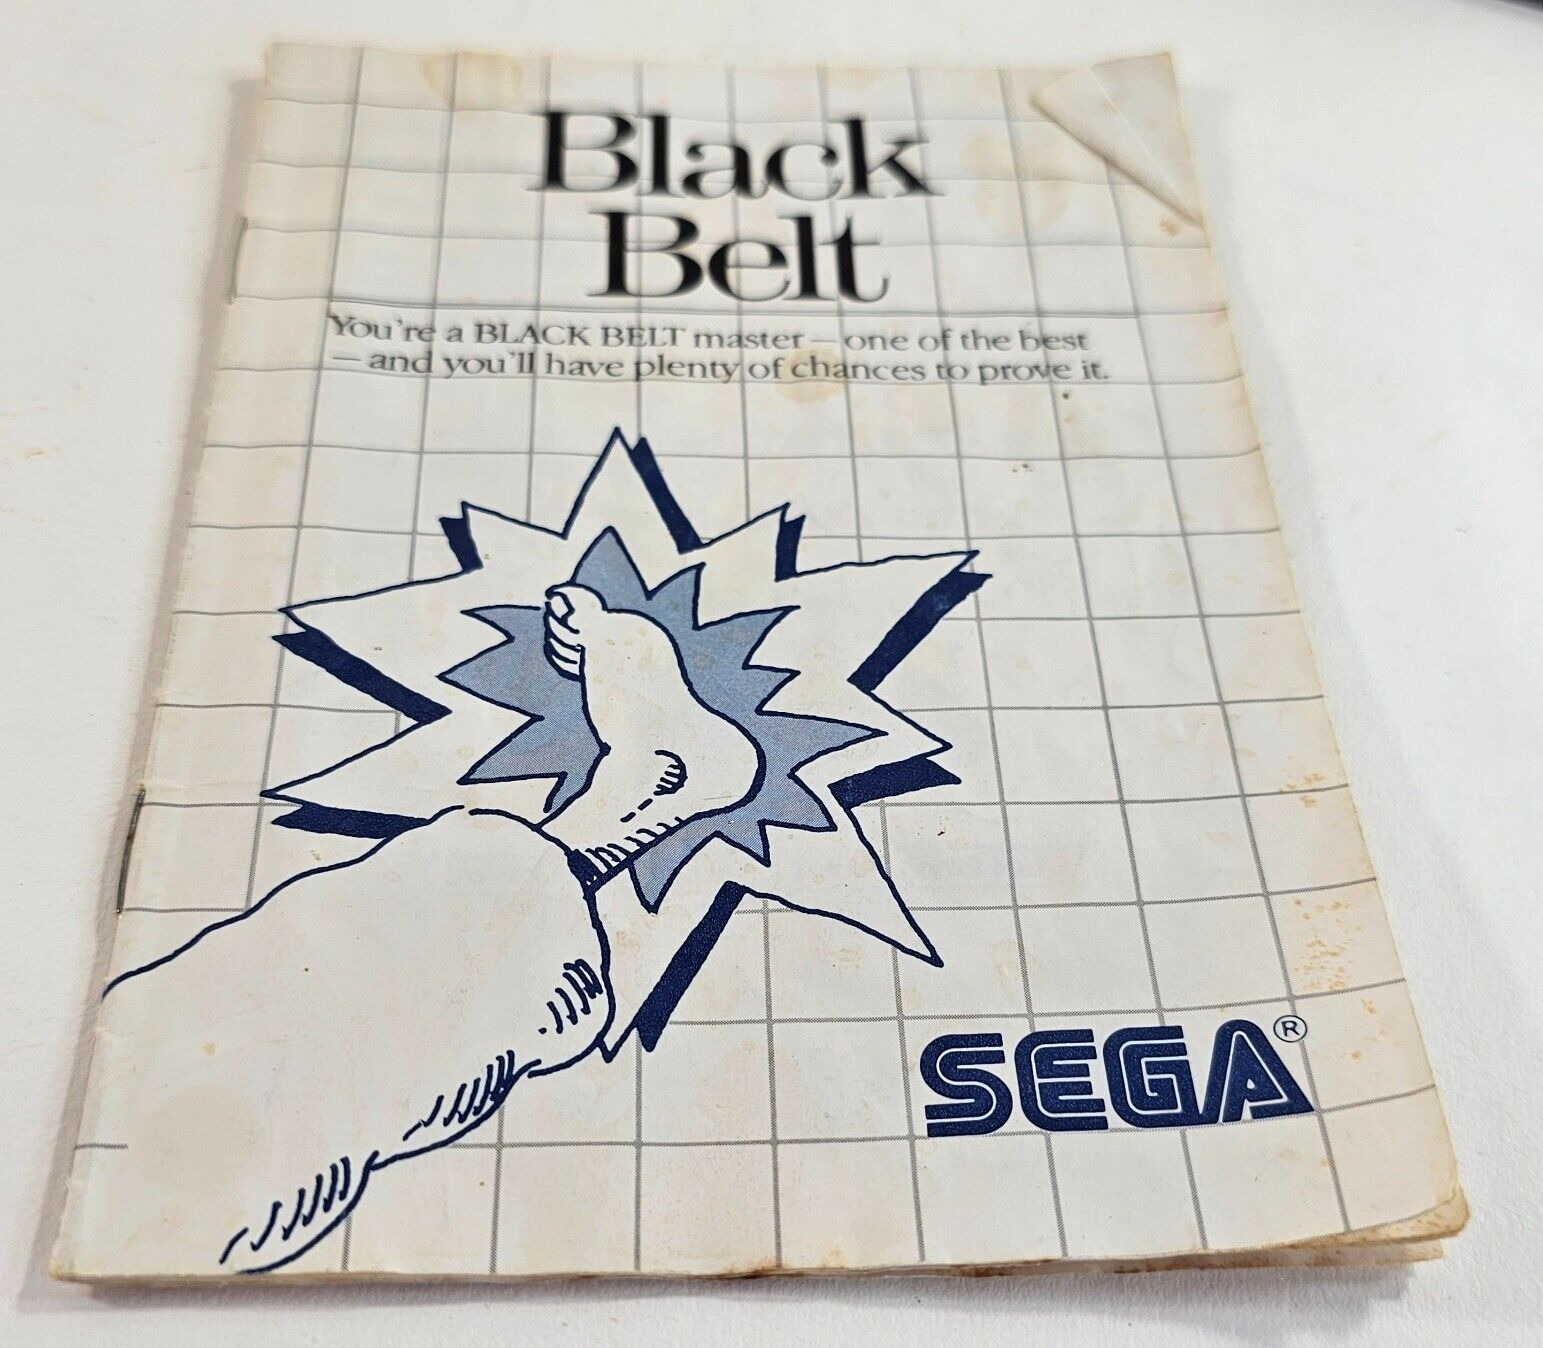 Black
Belt
You're a BLACK BELT master — one of the best
— and you'll have plenty of chances to prove it.
SEGA®